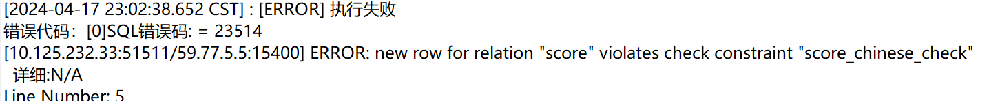 [2024-04-17 23:02:38.652 CST] : [ERROR] 执行失败
错误代码：[0]SQL错误码: = 23514
[10.125.232.33:51511/59.77.5.5:15400] ERROR: new row for relation "score" violates check constraint "score_chinese_check"
详细:N/A
Line Number: 5